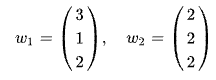 w₁ = (3 1 2), w₂ = (2 2 2)